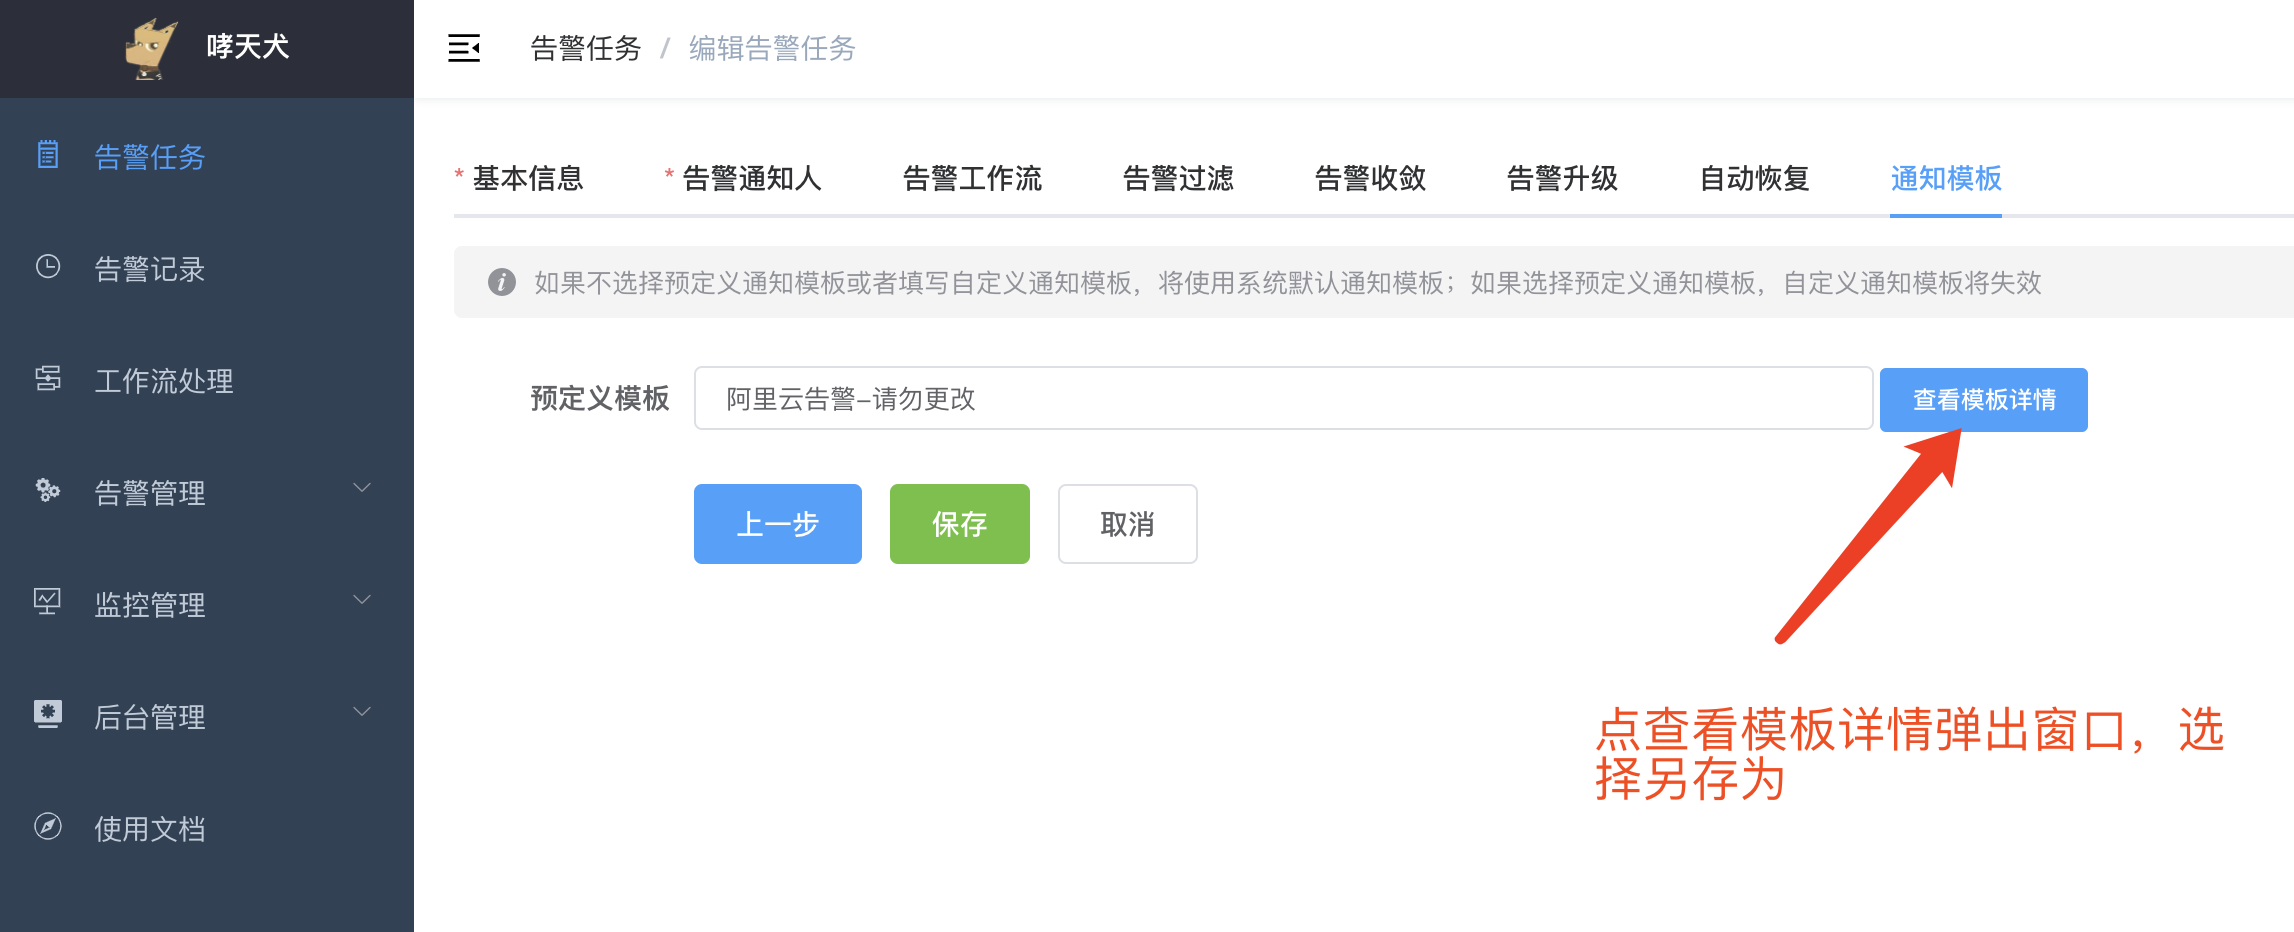 哮天犬
告警任务 / 编辑告警任务
告警任务
告警记录
工作流处理
告警管理
监控管理
后台管理
使用文档
* 基本信息 * 告警通知人 告警工作流 告警过滤 告警收敛 告警升级 自动恢复 通知模板
如果不选择预定义通知模板或者填写自定义通知模板，将使用系统默认通知模板；如果选择预定义通知模板，自定义通知模板将失效
预定义模板 阿里云告警-请勿更改 查看模板详情
上一步 保存 取消
点查看模板详情弹出窗口，选
择另存为